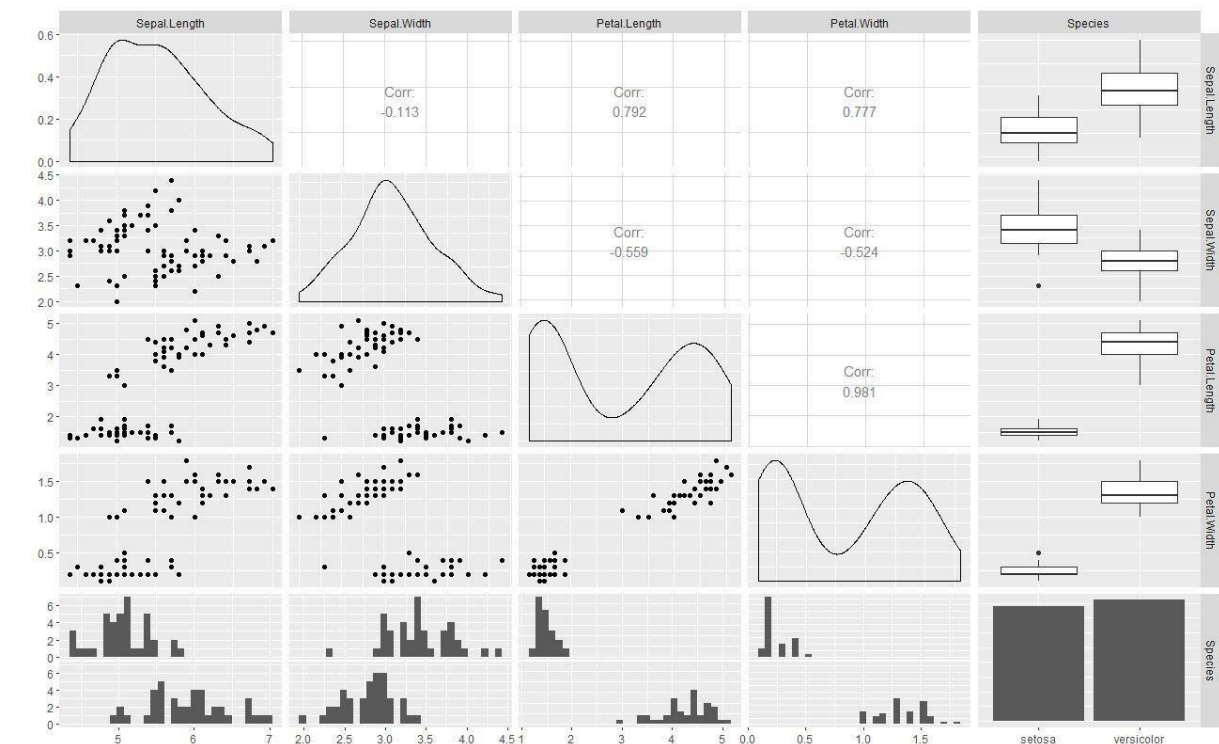 Sepal.Length Sepal.Width Petal.Length Petal.Width Species
0.6
0.4
0.2
0.0
Corr:
-0.113
Corr:
0.792
Corr:
0.777
Sepal.Length
4.5
4.0
3.5
3.0
2.5
2.0
Corr:
-0.559
Corr:
-0.524
Sepal.Width
5
4
3
2
Corr:
0.981
Petal.Length
1.5
1.0
0.5
Petal.Width
6
4
2
0
6
4
2
0
Species
5 6 7 2.0 2.5 3.0 3.5 4.0 4.5 1 2 3 4 5 0.0 0.5 1.0 1.5 setosa versicolor